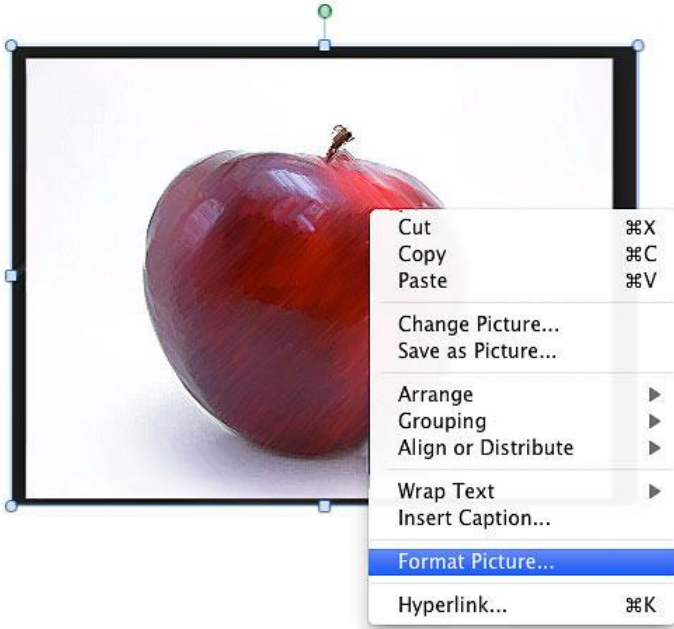 Cut ⌘X
Copy ⌘C
Paste ⌘V
Change Picture...
Save as Picture...
Arrange
Grouping
Align or Distribute
Wrap Text
Insert Caption...
Format Picture...
Hyperlink... ⌘K